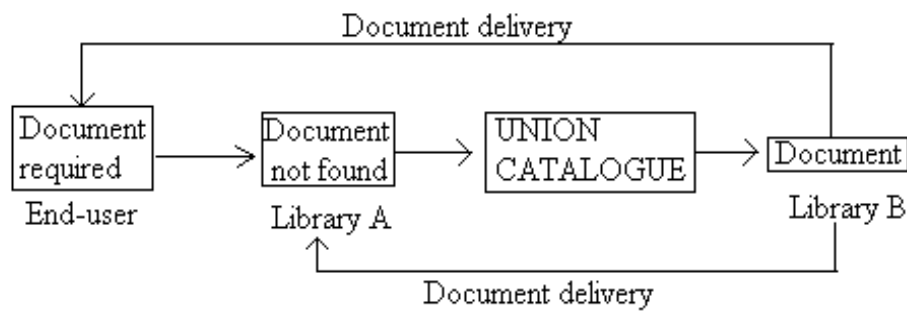 Document delivery
Document
required
End-user
Document
not found
Library A
UNION
CATALOGUE
Document
Library B
Document delivery